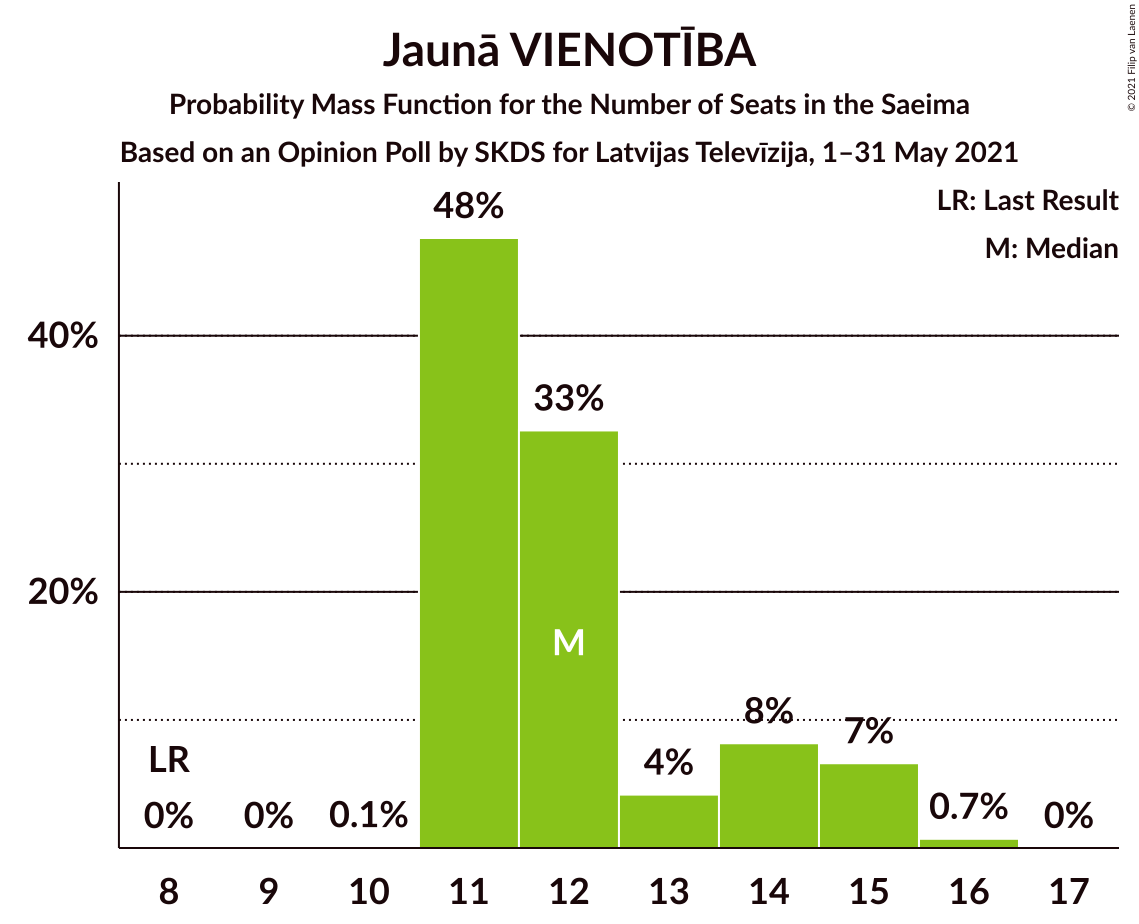 Jaunā VIENOTĪBA
Probability Mass Function for the Number of Seats in the Saeima
Based on an Opinion Poll by SKDS for Latvijas Televīzija, 1–31 May 2021
© 2021 Filip van Laenen
LR: Last Result
M: Median
48%
40%
33%
20%
M
8%
7%
LR
4%
0%
0%
0.1%
0.7%
0%
8
9
10
11
12
13
14
15
16
17